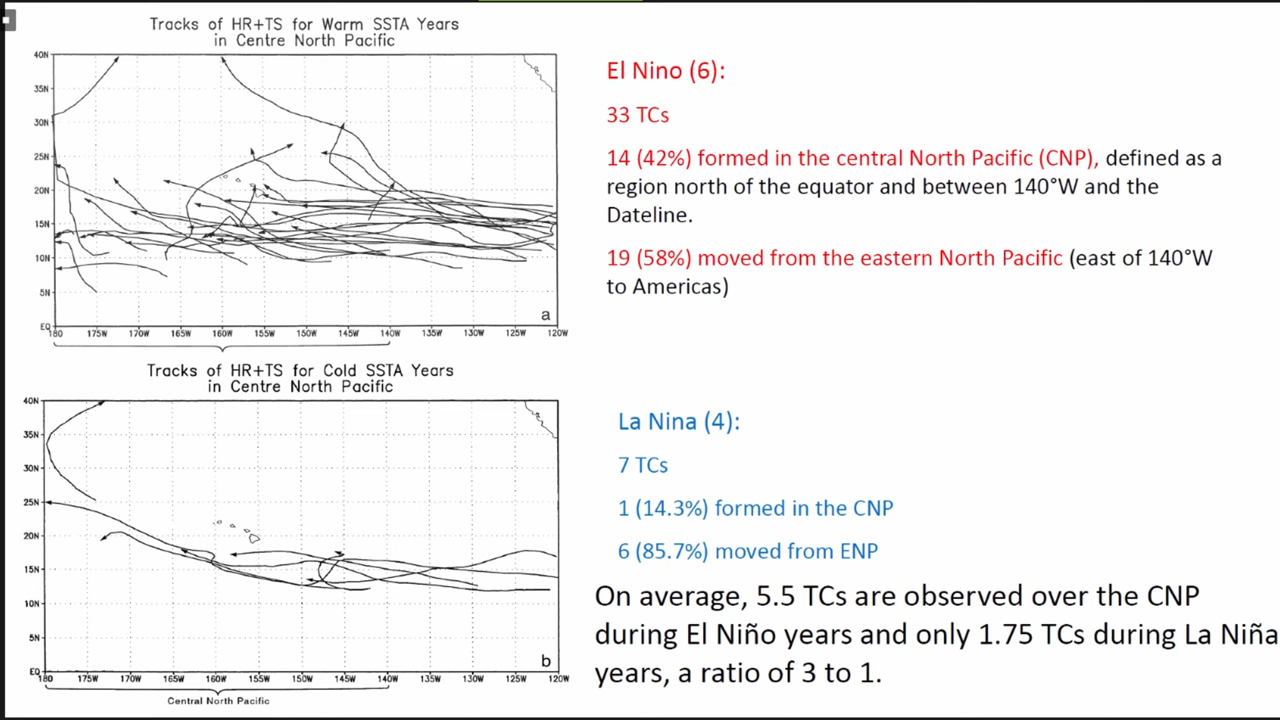 Tracks of HR+TS for Warm SSTA Years
in Centre North Pacific
40N
35N
30N
25N
20N
15N
10N
5N
EQ
180 175W 170W 165W 160W 155W 150W 145W 140W 135W 130W 125W 120W
a
Tracks of HR+TS for Cold SSTA Years
in Centre North Pacific
40N
35N
30N
25N
20N
15N
10N
5N
EQ
180 175W 170W 165W 160W 155W 150W 145W 140W 135W 130W 125W 120W
b
Central North Pacific
El Nino (6):
33 TCs
14 (42%) formed in the central North Pacific (CNP), defined as a
region north of the equator and between 140°W and the
Dateline.
19 (58%) moved from the eastern North Pacific (east of 140°W
to Americas)
La Nina (4):
7 TCs
1 (14.3%) formed in the CNP
6 (85.7%) moved from ENP
On average, 5.5 TCs are observed over the CNP
during El Niño years and only 1.75 TCs during La Niña
years, a ratio of 3 to 1.